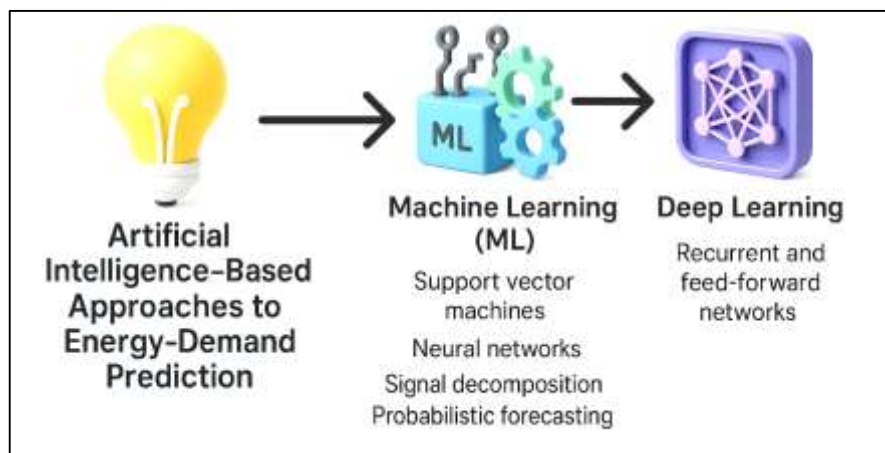 Artificial
Intelligence-Based
Approaches to
Energy-Demand
Prediction
ML
Machine Learning
(ML)
Support vector
machines
Neural networks
Signal decomposition
Probabilistic forecasting
Deep Learning
Recurrent and
feed-forward
networks